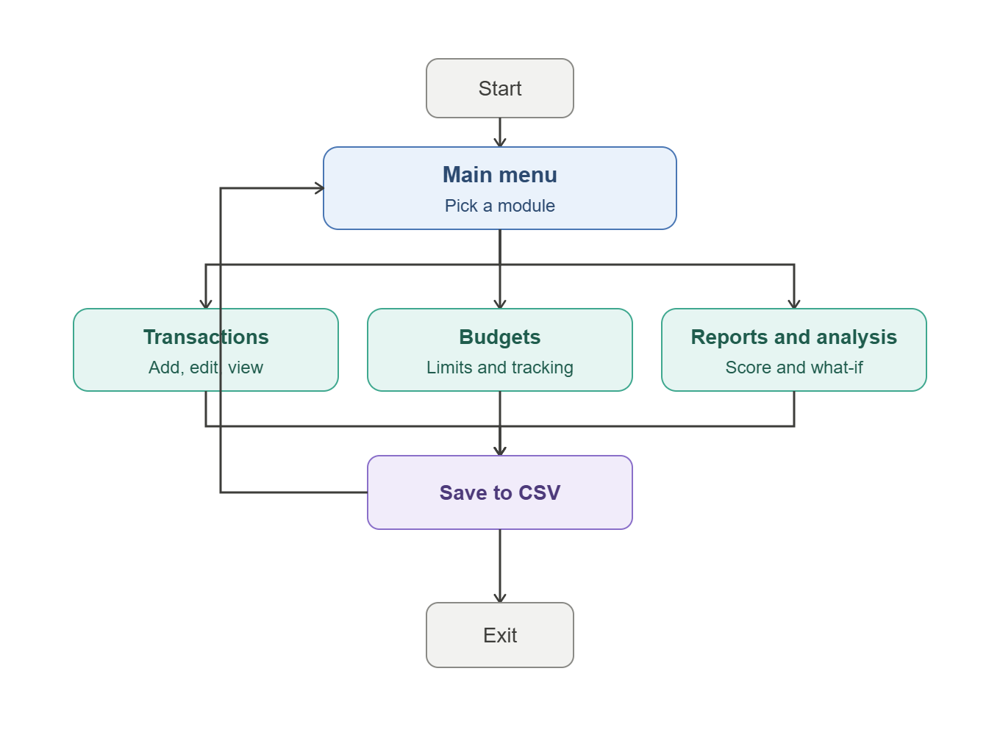 Start
Main menu
Pick a module
Transactions
Add, edit, view
Budgets
Limits and tracking
Reports and analysis
Score and what-if
Save to CSV
Exit